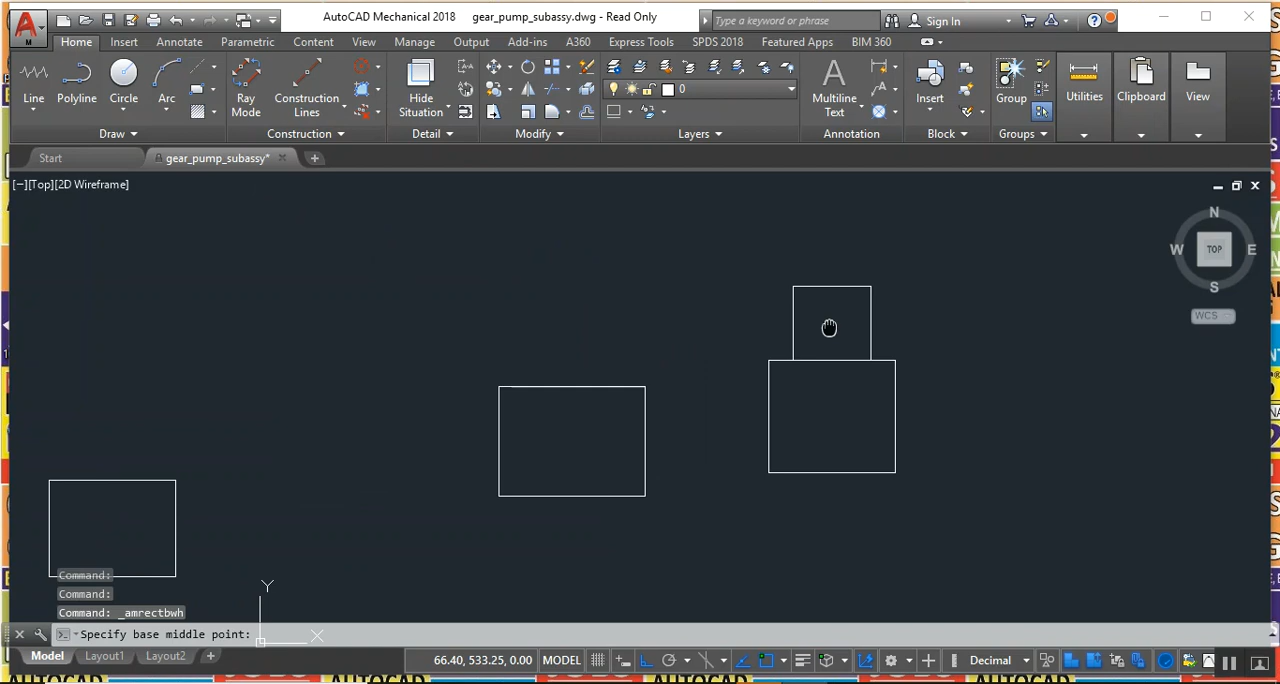 AutoCAD Mechanical 2018 gear_pump_subassy.dwg - Read Only
Type a keyword or phrase
Sign In
Home Insert Annotate Parametric Content View Manage Output Add-ins A360 Express Tools SPDS 2018 Featured Apps BIM 360
Line Polyline Circle Arc
Ray Mode
Construction Lines
Hide Situation
0
Multiline Text
Insert
Group
Utilities
Clipboard
View
Draw Construction Detail Modify Layers Annotation Block Groups
Start gear_pump_subassy*
[−][Top][2D Wireframe]
N
W TOP E
S
WCS
Command:
Command:
Command: _amrectbwh
Y
Specify base middle point: X
Model Layout1 Layout2
66.40, 533.25, 0.00 MODEL Decimal